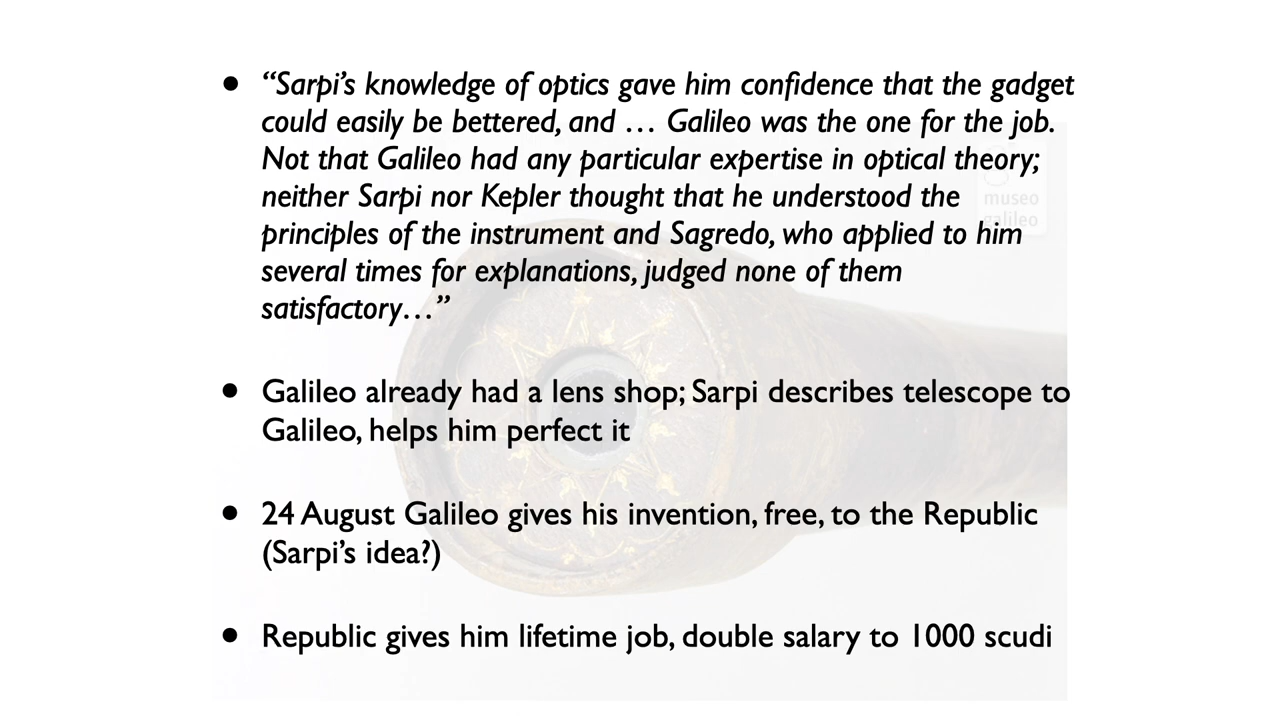 • “Sarpi’s knowledge of optics gave him confidence that the gadget
could easily be bettered, and … Galileo was the one for the job.
Not that Galileo had any particular expertise in optical theory;
neither Sarpi nor Kepler thought that he understood the
principles of the instrument and Sagredo, who applied to him
several times for explanations, judged none of them
satisfactory…”
museo
galileo
• Galileo already had a lens shop; Sarpi describes telescope to
Galileo, helps him perfect it
• 24 August Galileo gives his invention, free, to the Republic
(Sarpi’s idea?)
• Republic gives him lifetime job, double salary to 1000 scudi